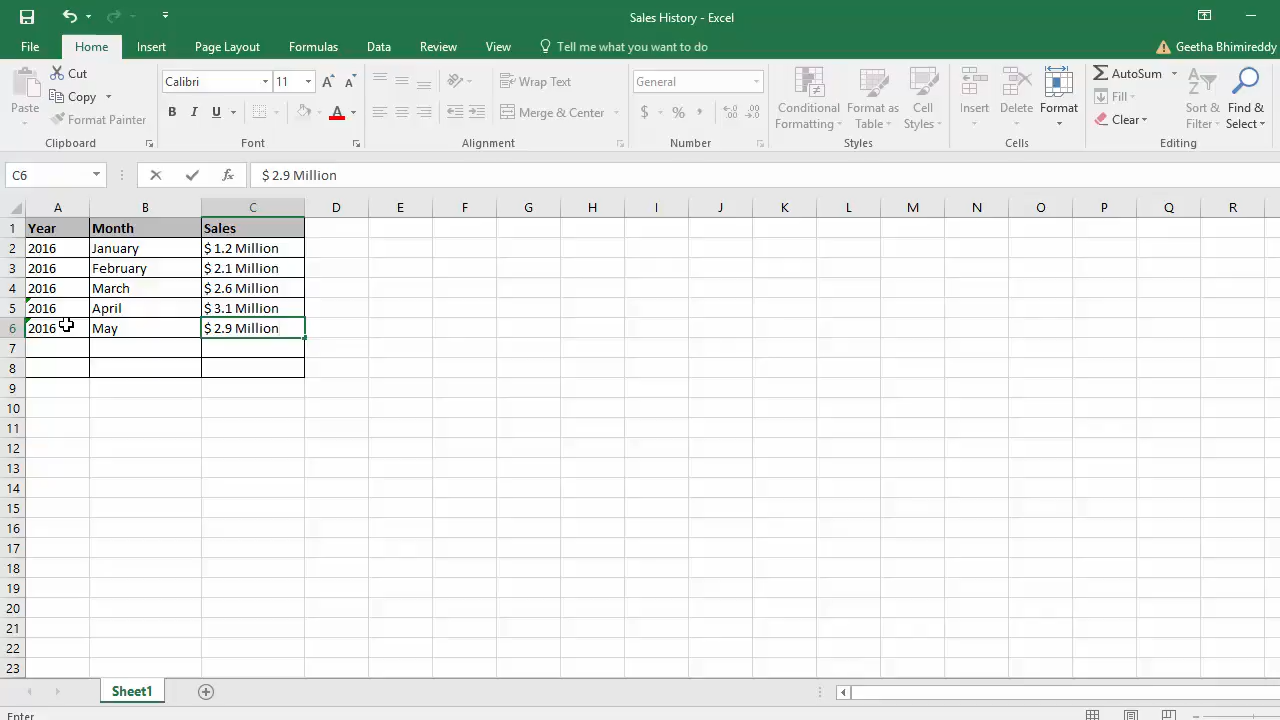 Sales History - Excel
File Home Insert Page Layout Formulas Data Review View Tell me what you want to do Geetha Bhimireddy
Paste Cut Copy Format Painter
Clipboard
Calibri 11 A A
B I U A
Font
Wrap Text
Merge & Center
Alignment
General
$ % , .0 .00 .00 .0
Number
Conditional Formatting Format as Table Cell Styles
Styles
Insert Delete Format
Cells
AutoSum Fill Clear Sort & Filter Find & Select
Editing
C6 fx $ 2.9 Million
A B C D E F G H I J K L M N O P Q R
1 Year Month Sales
2 2016 January $ 1.2 Million
3 2016 February $ 2.1 Million
4 2016 March $ 2.6 Million
5 2016 April $ 3.1 Million
6 2016 May $ 2.9 Million
7
8
9
10
11
12
13
14
15
16
17
18
19
20
21
22
23
Sheet1
Enter